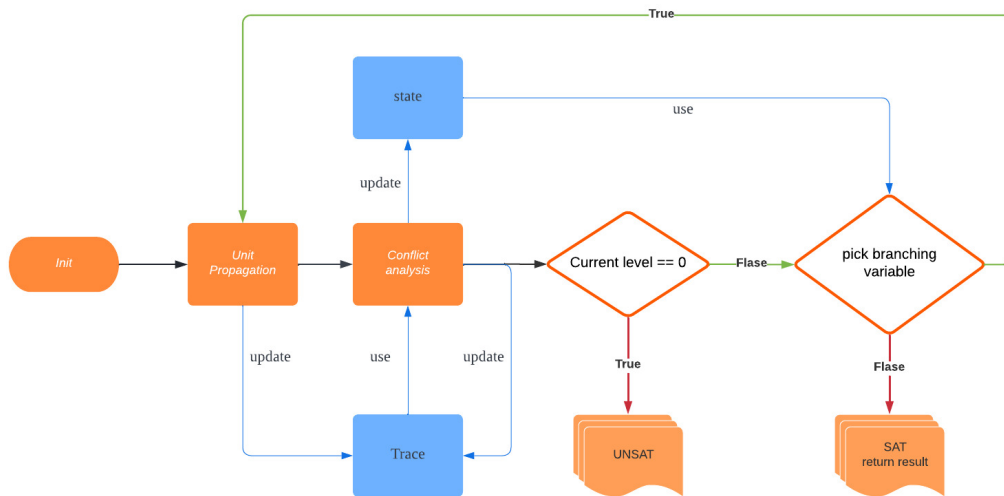 True
state
use
update
Init
Unit
Propagation
Conflict
analysis
Current level == 0
Flase
pick branching
variable
update
use
update
True
Flase
Trace
UNSAT
SAT
return result